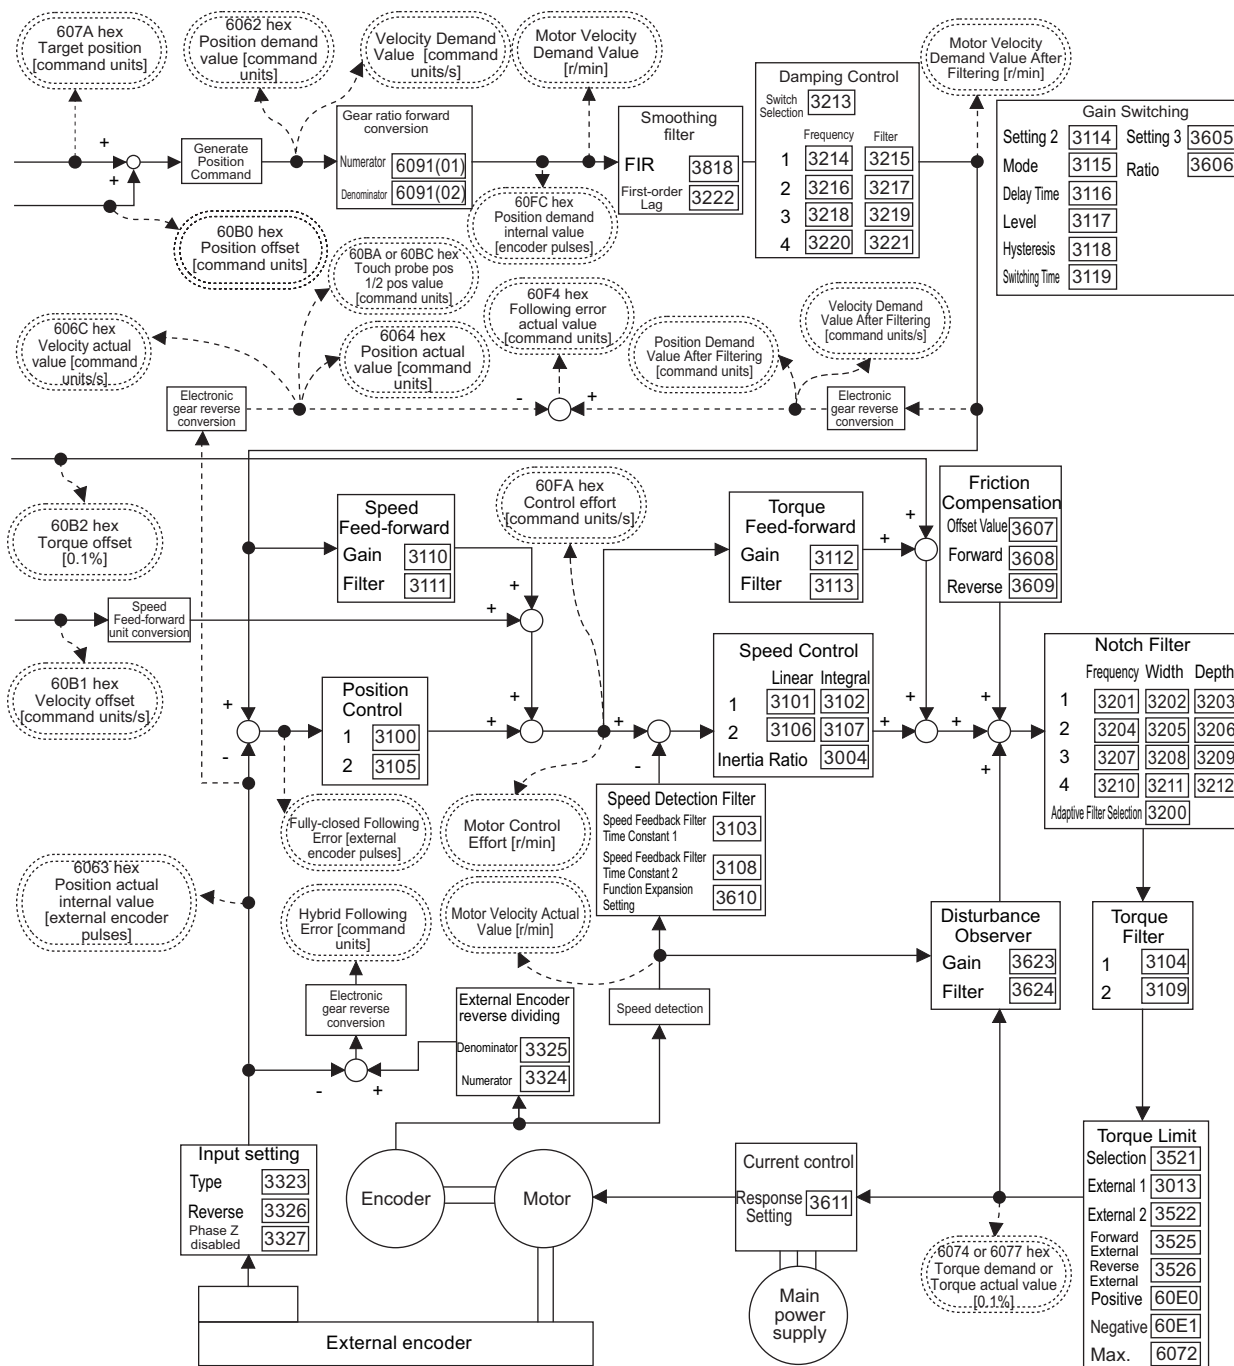 607A hex
Target position
[command units]
6062 hex
Position demand
value [command
units]
Velocity Demand
Value [command
units/s]
Motor Velocity
Demand Value
[r/min]
Motor Velocity
Demand Value After
Filtering [r/min]
+
+
Generate
Position
Command
Gear ratio forward
conversion
Numerator 6091(01)
Denominator 6091(02)
Smoothing
filter
FIR 3818
First-order
Lag 3222
Damping Control
Switch
Selection 3213
Frequency Filter
1 3214 3215
2 3216 3217
3 3218 3219
4 3220 3221
Gain Switching
Setting 2 3114 Setting 3 3605
Mode 3115 Ratio 3606
Delay Time 3116
Level 3117
Hysteresis 3118
Switching Time 3119
60B0 hex
Position offset
[command units]
60FC hex
Position demand
internal value
[encoder pulses]
60BA or 60BC hex
Touch probe pos
1/2 pos value
[command units]
606C hex
Velocity actual
value [command
units/s]
6064 hex
Position actual
value [command
units]
60F4 hex
Following error
actual value
[command units]
Position Demand
Value After Filtering
[command units]
Velocity Demand
Value After Filtering
[command units/s]
Electronic
gear reverse
conversion
-
+
Electronic
gear reverse
conversion
60B2 hex
Torque offset
[0.1%]
Speed
Feed-forward
Gain 3110
Filter 3111
60FA hex
Control effort
[command units/s]
Torque
Feed-forward
Gain 3112
Filter 3113
+
+
Friction
Compensation
Offset Value 3607
Forward 3608
Reverse 3609
Speed
Feed-forward
unit conversion
+
+
60B1 hex
Velocity offset
[command units/s]
+
-
Position
Control
1 3100
2 3105
+
+
+
-
Speed Control
Linear Integral
1 3101 3102
2 3106 3107
Inertia Ratio 3004
+
+
+
+
+
Notch Filter
Frequency Width Depth
1 3201 3202 3203
2 3204 3205 3206
3 3207 3208 3209
4 3210 3211 3212
Adaptive Filter Selection 3200
Fully-closed Following
Error [external
encoder pulses]
Motor Control
Effort [r/min]
Speed Detection Filter
Speed Feedback Filter
Time Constant 1 3103
Speed Feedback Filter
Time Constant 2 3108
Function Expansion
Setting 3610
6063 hex
Position actual
internal value
[external encoder
pulses]
Hybrid Following
Error [command
units]
Motor Velocity Actual
Value [r/min]
Disturbance
Observer
Gain 3623
Filter 3624
Torque
Filter
1 3104
2 3109
Electronic
gear reverse
conversion
External Encoder
reverse dividing
Denominator 3325
Numerator 3324
Speed detection
-
+
Input setting
Type 3323
Reverse 3326
Phase Z
disabled 3327
Encoder
Motor
Current control
Response
Setting 3611
Main
power
supply
6074 or 6077 hex
Torque demand or
Torque actual value
[0.1%]
Torque Limit
Selection 3521
External 1 3013
External 2 3522
Forward
External 3525
Reverse
External 3526
Positive 60E0
Negative 60E1
Max. 6072
External encoder